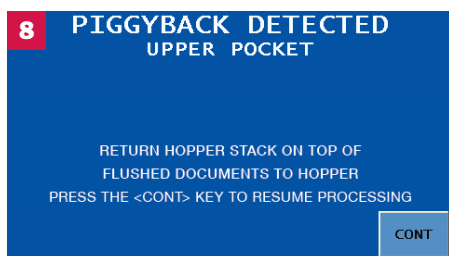 8
PIGGYBACK DETECTED
UPPER POCKET
RETURN HOPPER STACK ON TOP OF
FLUSHED DOCUMENTS TO HOPPER
PRESS THE <CONT> KEY TO RESUME PROCESSING
CONT